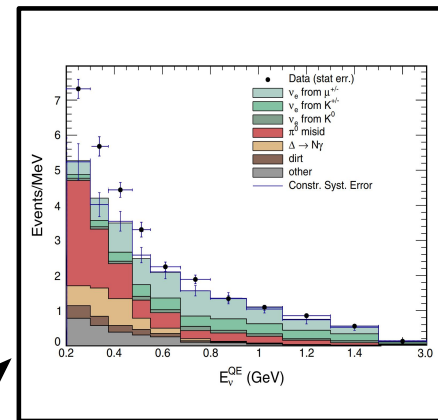 Data (stat err.)
ν_e from μ^{+/-}
ν_e from K^{+/-}
ν_e from K^0
π^0 misid
Δ → Nγ
dirt
other
Constr. Syst. Error
Events/MeV
7
6
5
4
3
2
1
0
0.2 0.4 0.6 0.8 1 1.2 1.4 3.0
E_ν^{QE} (GeV)